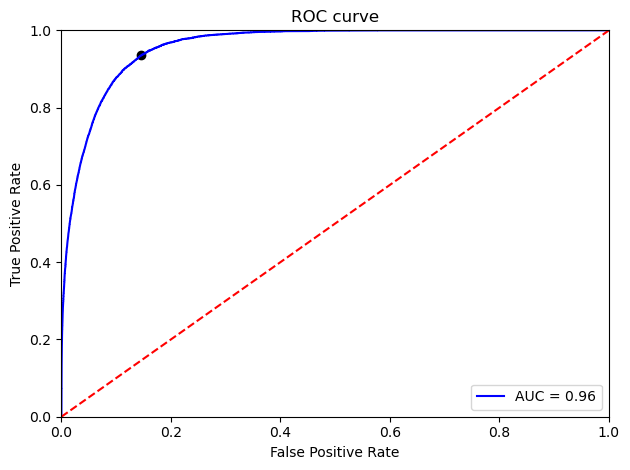 ROC curve
True Positive Rate
1.0
0.8
0.6
0.4
0.2
0.0
AUC = 0.96
0.0 0.2 0.4 0.6 0.8 1.0
False Positive Rate